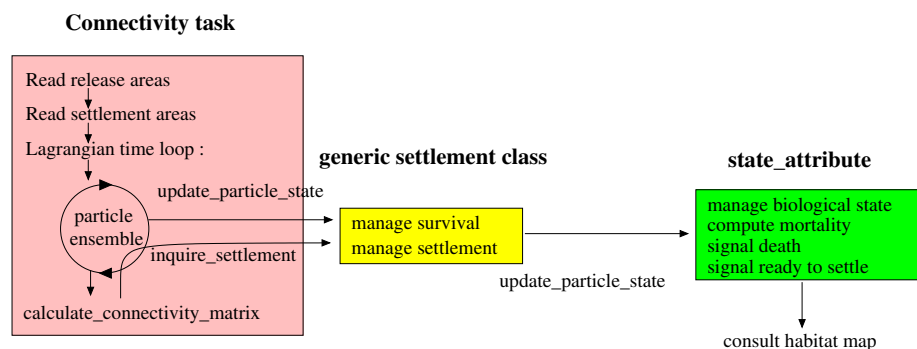 Connectivity task
Read release areas
Read settlement areas
Lagrangian time loop :
particle
ensemble
update_particle_state
inquire_settlement
calculate_connectivity_matrix
generic settlement class
manage survival
manage settlement
update_particle_state
state_attribute
manage biological state
compute mortality
signal death
signal ready to settle
consult habitat map